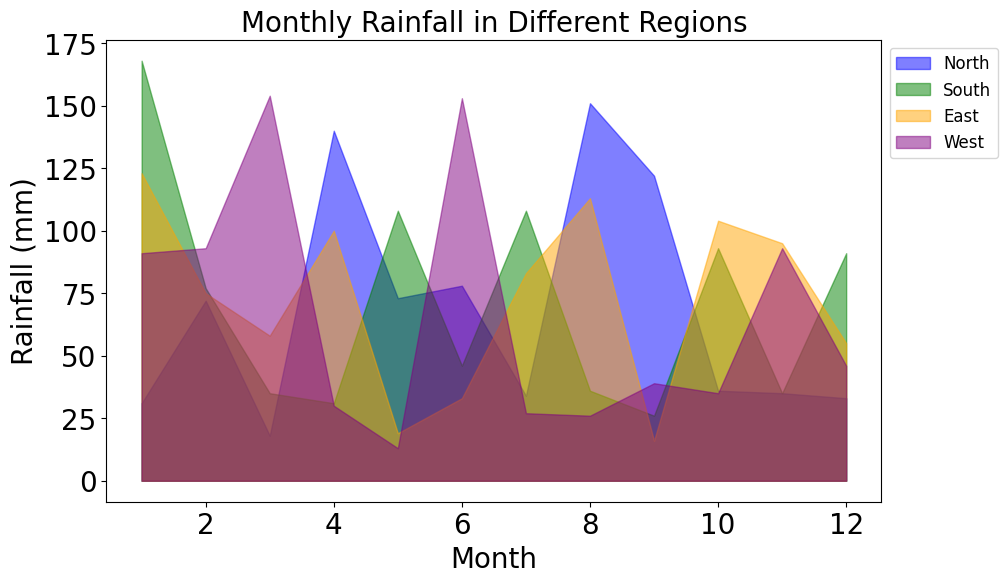 Monthly Rainfall in Different Regions
175
150
125
100
75
50
25
0
Rainfall (mm)
2 4 6 8 10 12
Month
North
South
East
West